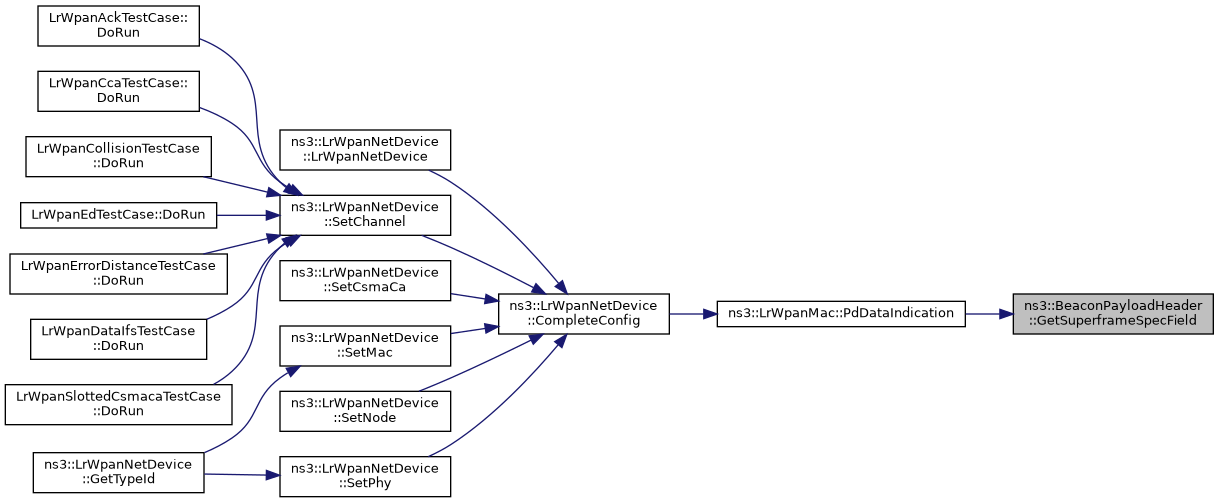 LrWpanAckTestCase::
DoRun
LrWpanCcaTestCase::
DoRun
LrWpanCollisionTestCase
::DoRun
LrWpanEdTestCase::DoRun
LrWpanErrorDistanceTestCase
::DoRun
LrWpanDataIfsTestCase
::DoRun
LrWpanSlottedCsmacaTestCase
::DoRun
ns3::LrWpanNetDevice
::GetTypeId
ns3::LrWpanNetDevice
::LrWpanNetDevice
ns3::LrWpanNetDevice
::SetChannel
ns3::LrWpanNetDevice
::SetCsmaCa
ns3::LrWpanNetDevice
::SetMac
ns3::LrWpanNetDevice
::SetNode
ns3::LrWpanNetDevice
::SetPhy
ns3::LrWpanNetDevice
::CompleteConfig
ns3::LrWpanMac::PdDataIndication
ns3::BeaconPayloadHeader
::GetSuperframeSpecField